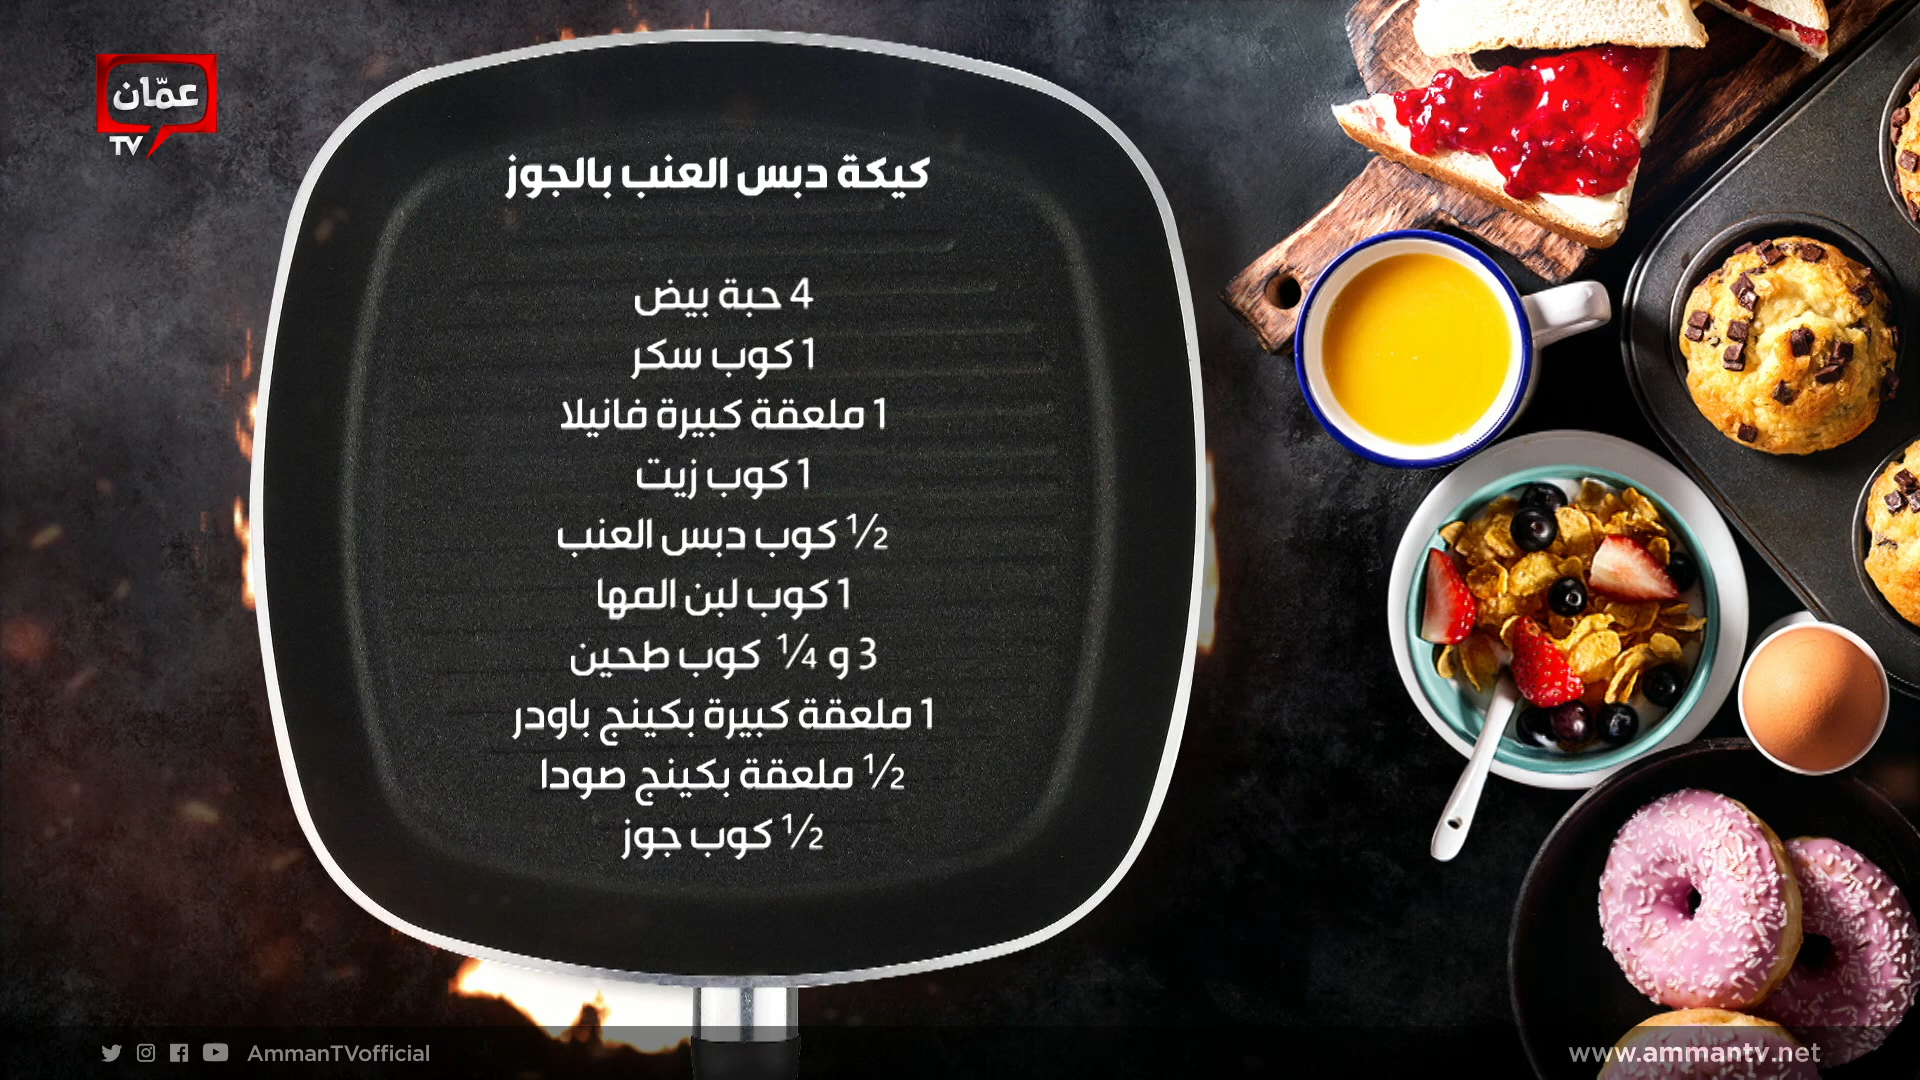 عمّان
TV
كيكة دبس العنب بالجوز
4 حبة بيض
1 كوب سكر
1 ملعقة كبيرة فانيلا
1 كوب زيت
½ كوب دبس العنب
1 كوب لبن المها
3 و ¼ كوب طحين
1 ملعقة كبيرة بكينج باودر
½ ملعقة بكينج صودا
½ كوب جوز
AmmanTVofficial
www.ammantv.net